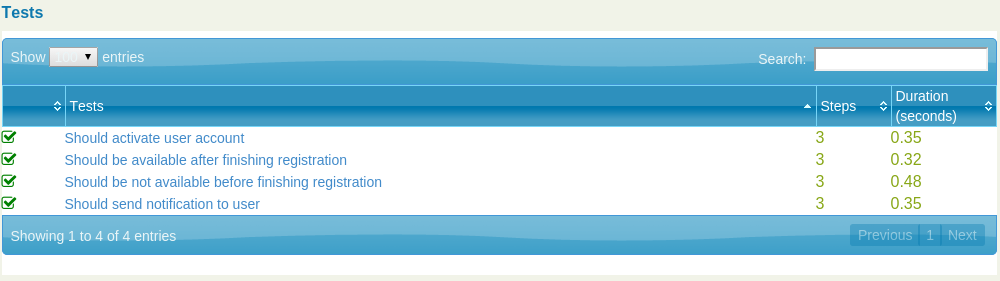 Tests
Show 100 entries Search:
Tests Steps Duration (seconds)
Should activate user account 3 0.35
Should be available after finishing registration 3 0.32
Should be not available before finishing registration 3 0.48
Should send notification to user 3 0.35
Showing 1 to 4 of 4 entries Previous 1 Next